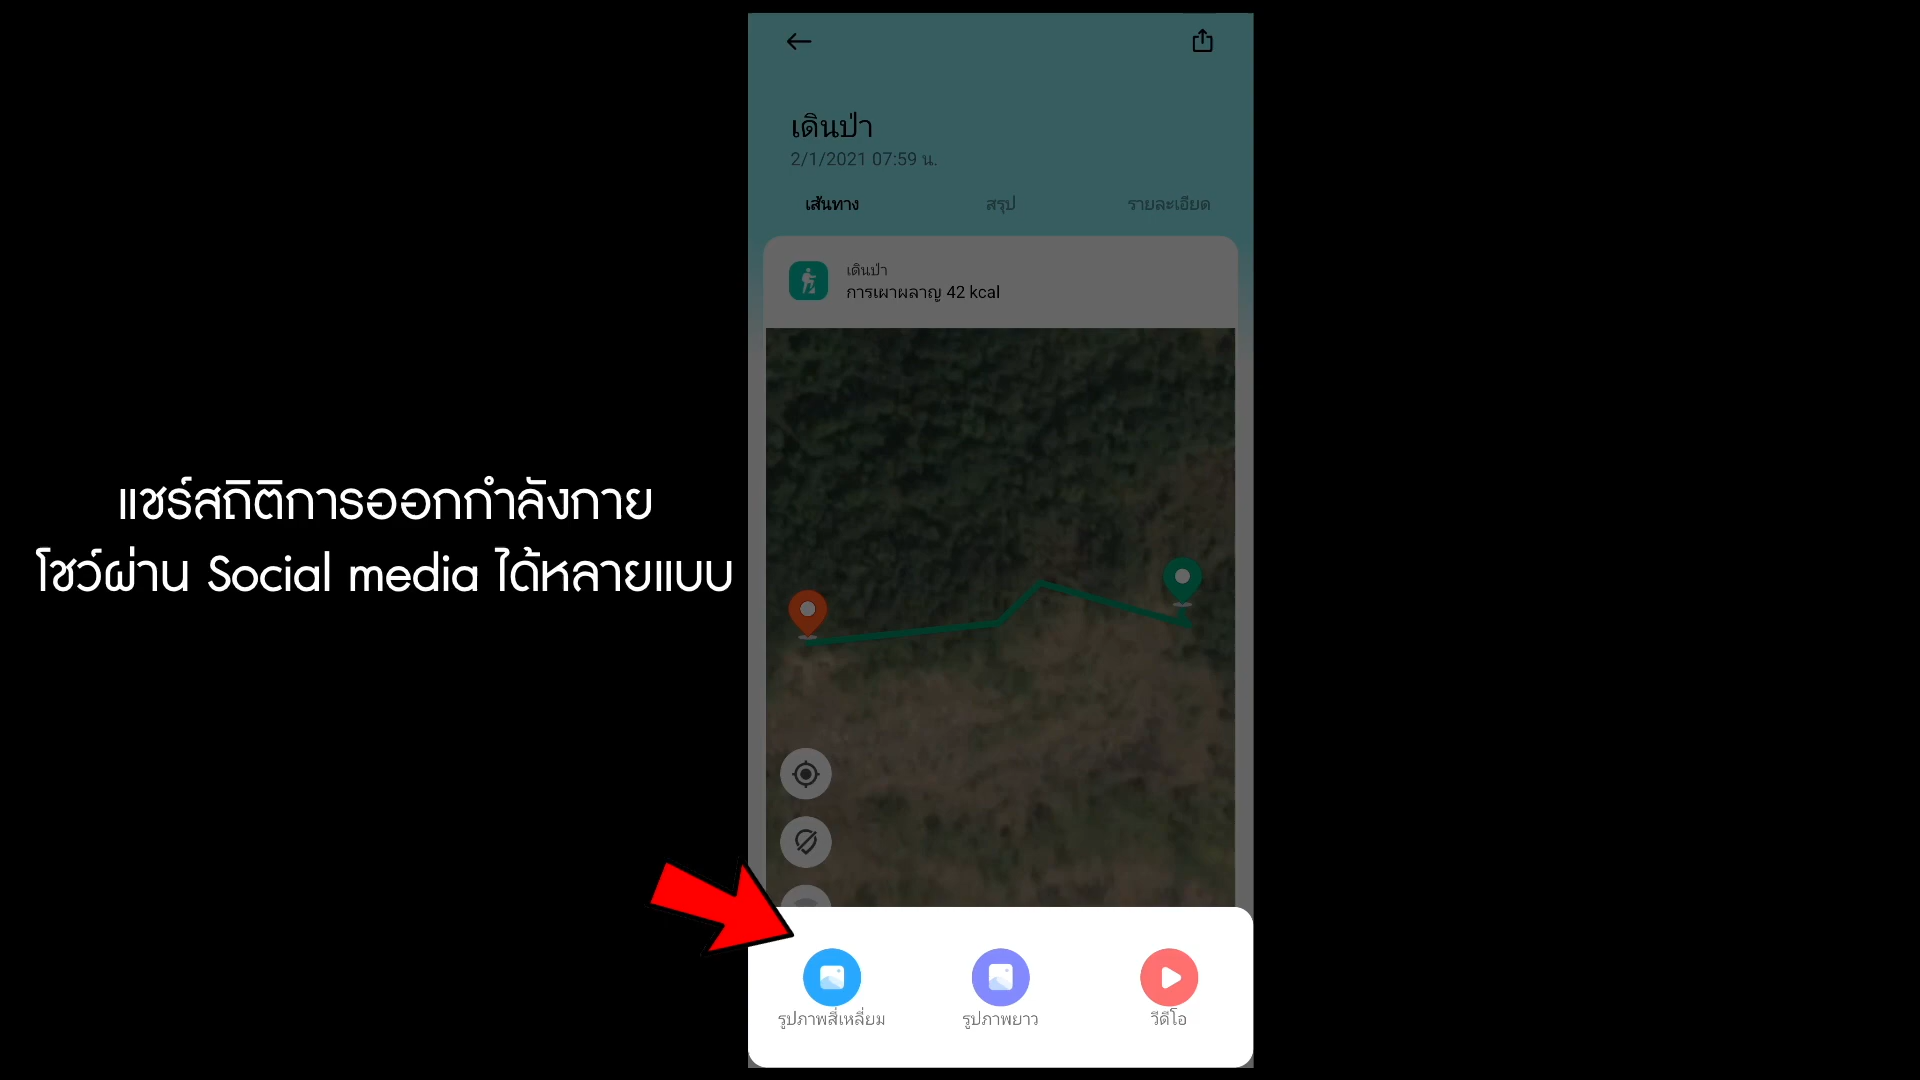 เดินป่า
2/1/2021 07:59 น.
เส้นทาง สรุป รายละเอียด
เดินป่า
การเผาผลาญ 42 kcal
แชร์สถิติการออกกำลังกาย
โชว์ผ่าน Social media ได้หลายแบบ
รูปภาพสี่เหลี่ยม รูปภาพยาว วีดีโอ